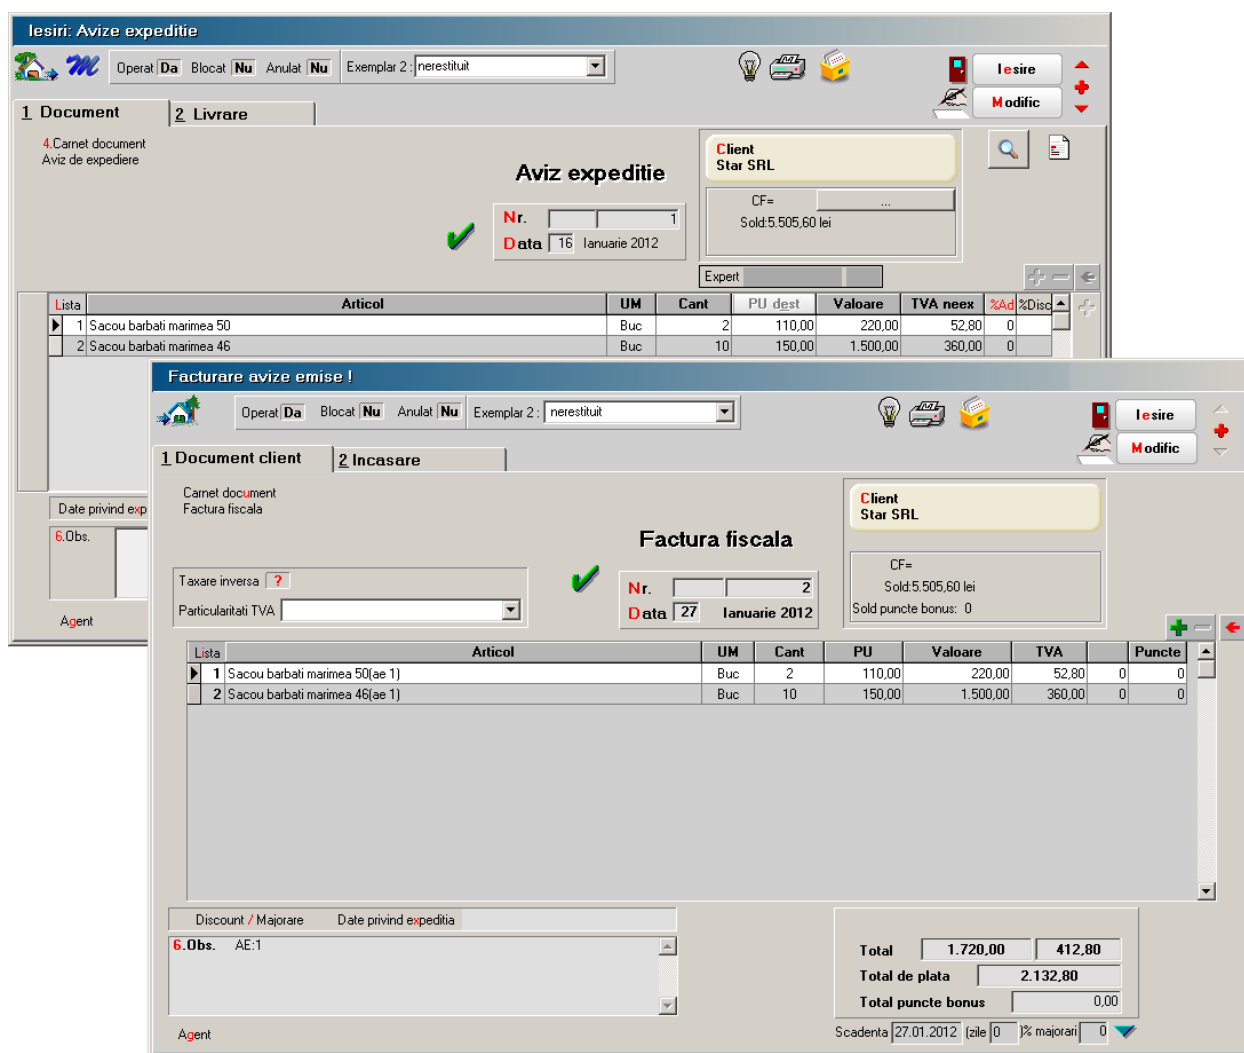 Iesiri: Avize expeditie
Operat Da Blocat Nu Anulat Nu Exemplar 2 : nerestituit
Iesire
Modific
1 Document 2 Livrare
4.Carnet document
Aviz de expediere
Aviz expeditie
Nr. 1
Data 16 Ianuarie 2012
Client
Star SRL
CF= ...
Sold:5.505,60 lei
Expert
Lista Articol UM Cant PU dest Valoare TVA neex %Ad %Disc
1 Sacou barbati marimea 50 Buc 2 110,00 220,00 52,80 0
2 Sacou barbati marimea 46 Buc 10 150,00 1.500,00 360,00 0
Date privind exp
6.Obs.
Agent
Facturare avize emise !
Operat Da Blocat Nu Anulat Nu Exemplar 2 : nerestituit
Iesire
Modific
1 Document client 2 Incasare
Carnet document
Factura fiscala
Factura fiscala
Client
Star SRL
CF=
Sold:5.505,60 lei
Sold puncte bonus: 0
Taxare inversa ?
Particularitati TVA
Nr. 2
Data 27 Ianuarie 2012
Lista Articol UM Cant PU Valoare TVA Puncte
1 Sacou barbati marimea 50(ae 1) Buc 2 110,00 220,00 52,80 0 0
2 Sacou barbati marimea 46(ae 1) Buc 10 150,00 1.500,00 360,00 0 0
Discount / Majorare Date privind expeditia
6.Obs. AE:1
Total 1.720,00 412,80
Total de plata 2.132,80
Total puncte bonus 0,00
Agent
Scadenta 27.01.2012 (zile 0 )% majorari 0